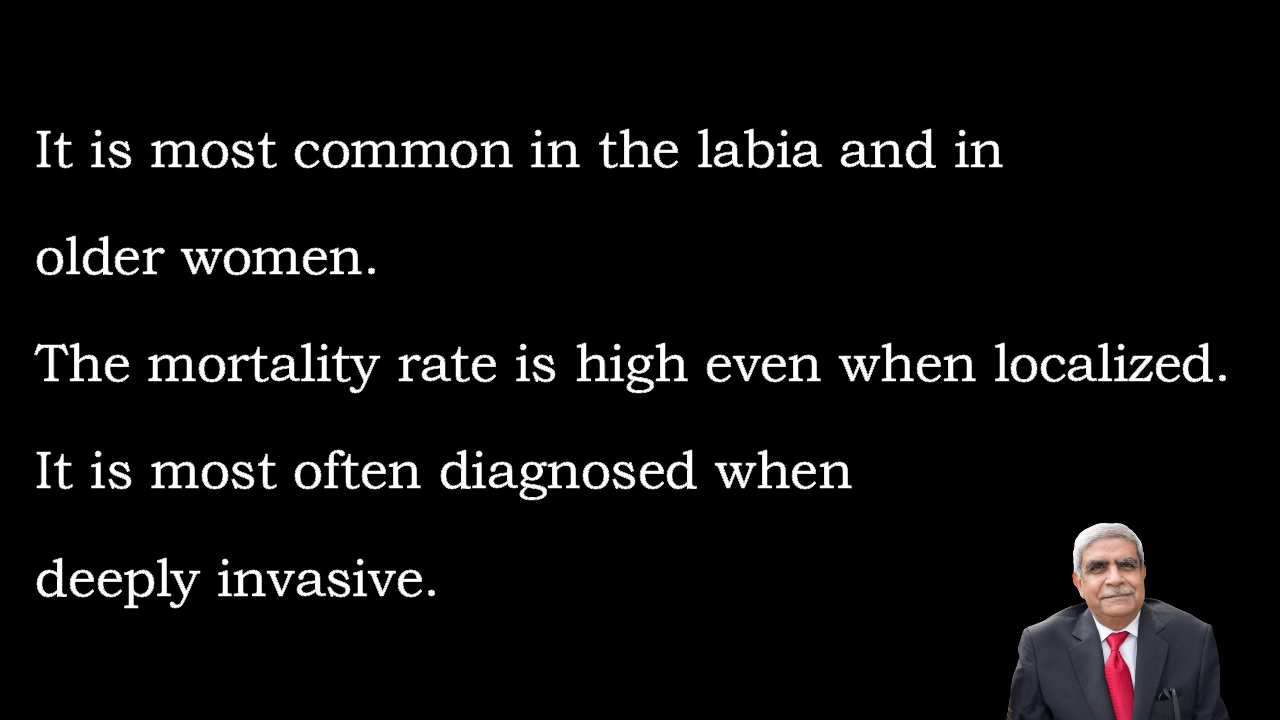 It is most common in the labia and in
older women.
The mortality rate is high even when localized.
It is most often diagnosed when
deeply invasive.